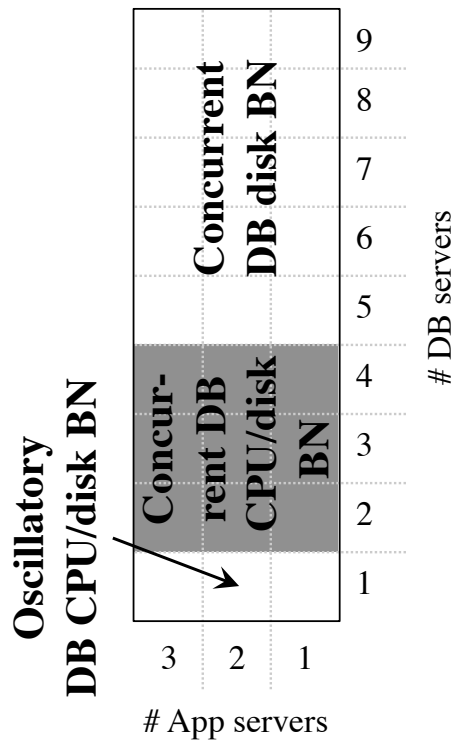 9
8
7
6
5
4
3
2
1
# DB servers
Concurrent
DB disk BN
Concur-
rent DB
CPU/disk
BN
Oscillatory
DB CPU/disk BN
3 2 1
# App servers